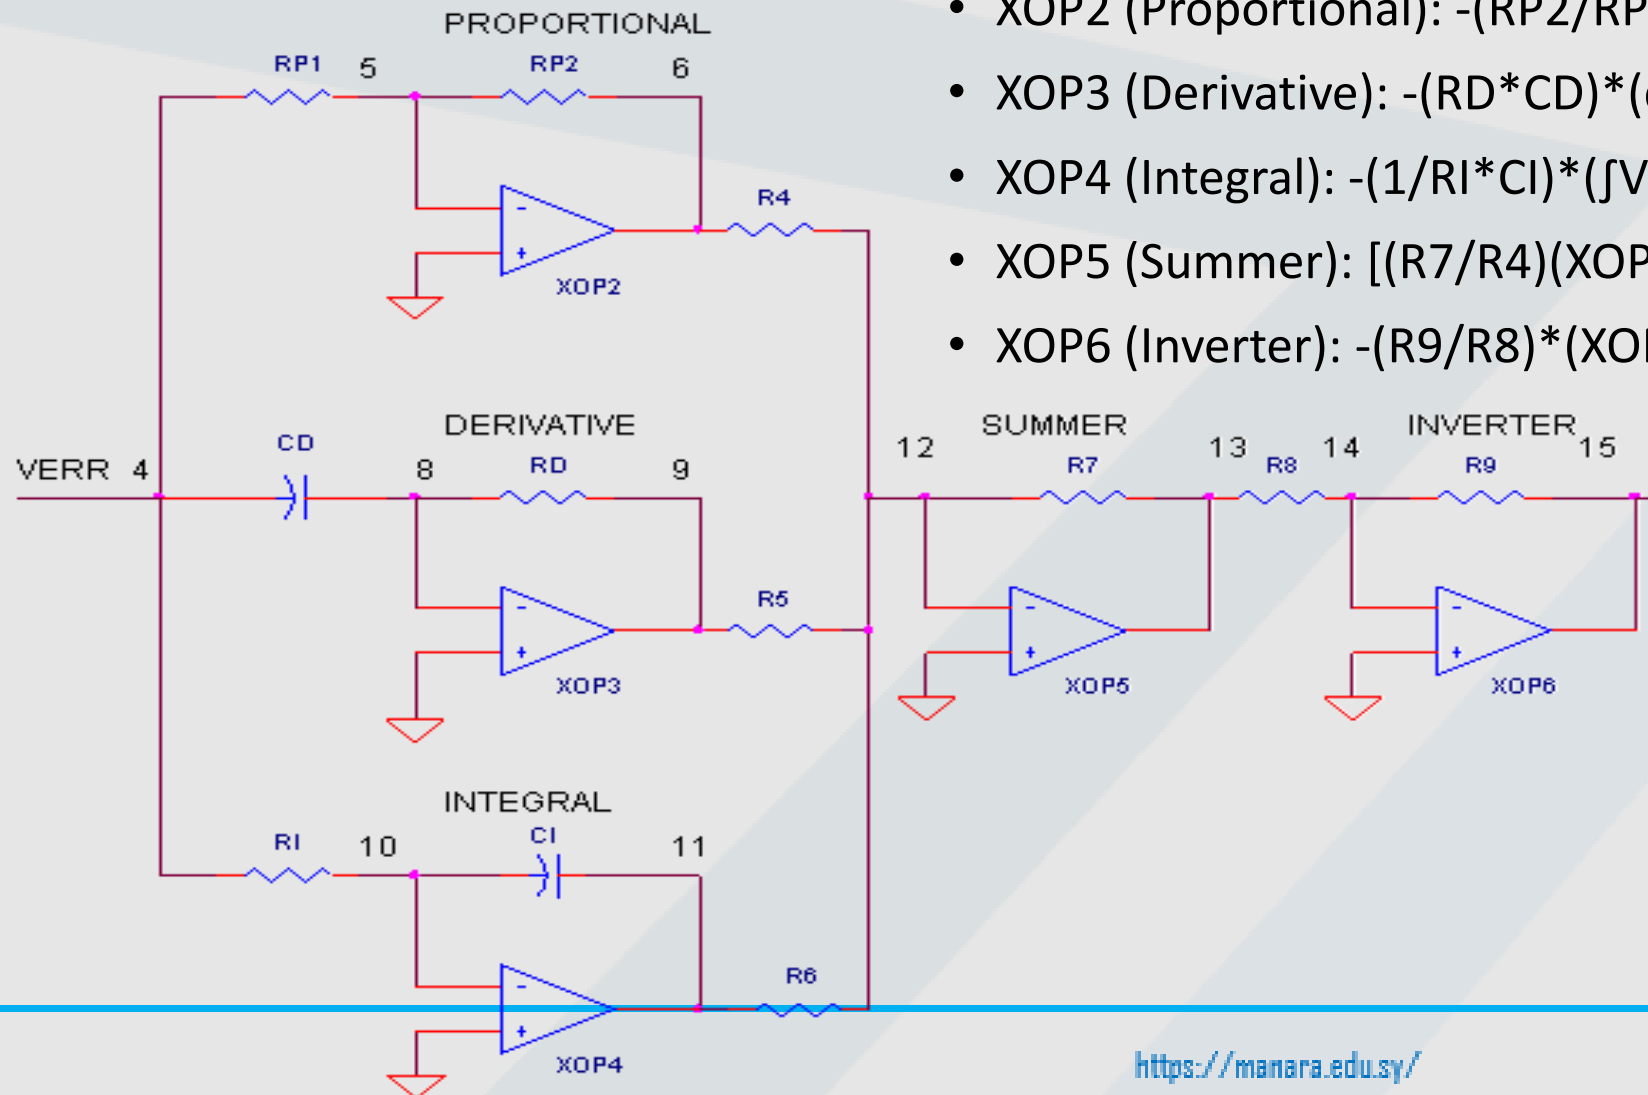 • XOP2 (Proportional): -(RP2/RP
• XOP3 (Derivative): -(RD*CD)*(
• XOP4 (Integral): -(1/RI*CI)*(∫V
• XOP5 (Summer): [(R7/R4)(XOP
• XOP6 (Inverter): -(R9/R8)*(XO
PROPORTIONAL
RP1 5 RP2 6
R4
- 
+
XOP2
DERIVATIVE
SUMMER
INVERTER
CD
12 13 14 15
VERR 4 8 RD 9 R7 R8 R9
R5
- - -
+ + +
XOP3 XOP5 XOP6
INTEGRAL
RI 10 CI 11
R6
-
+
XOP4
https://manara.edu.sy/